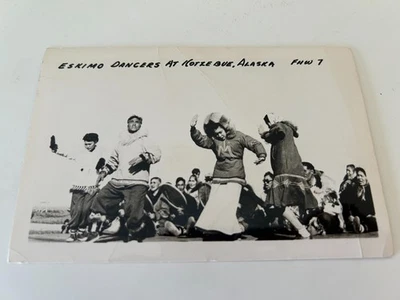 ESKIMO DANCERS AT KOTZEBUE, ALASKA FHW 7